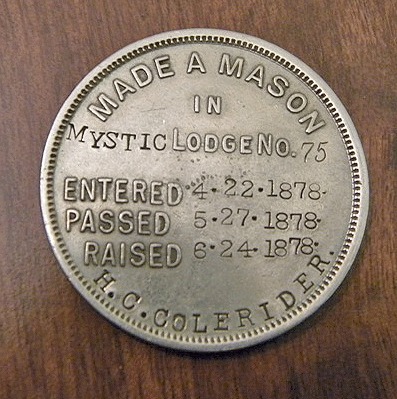 MADE A MASON
IN
MYSTIC LODGE NO. 75
ENTERED 4·22·1878·
PASSED 5·27·1878·
RAISED 6·24·1878·
H.C. COLERIDER.